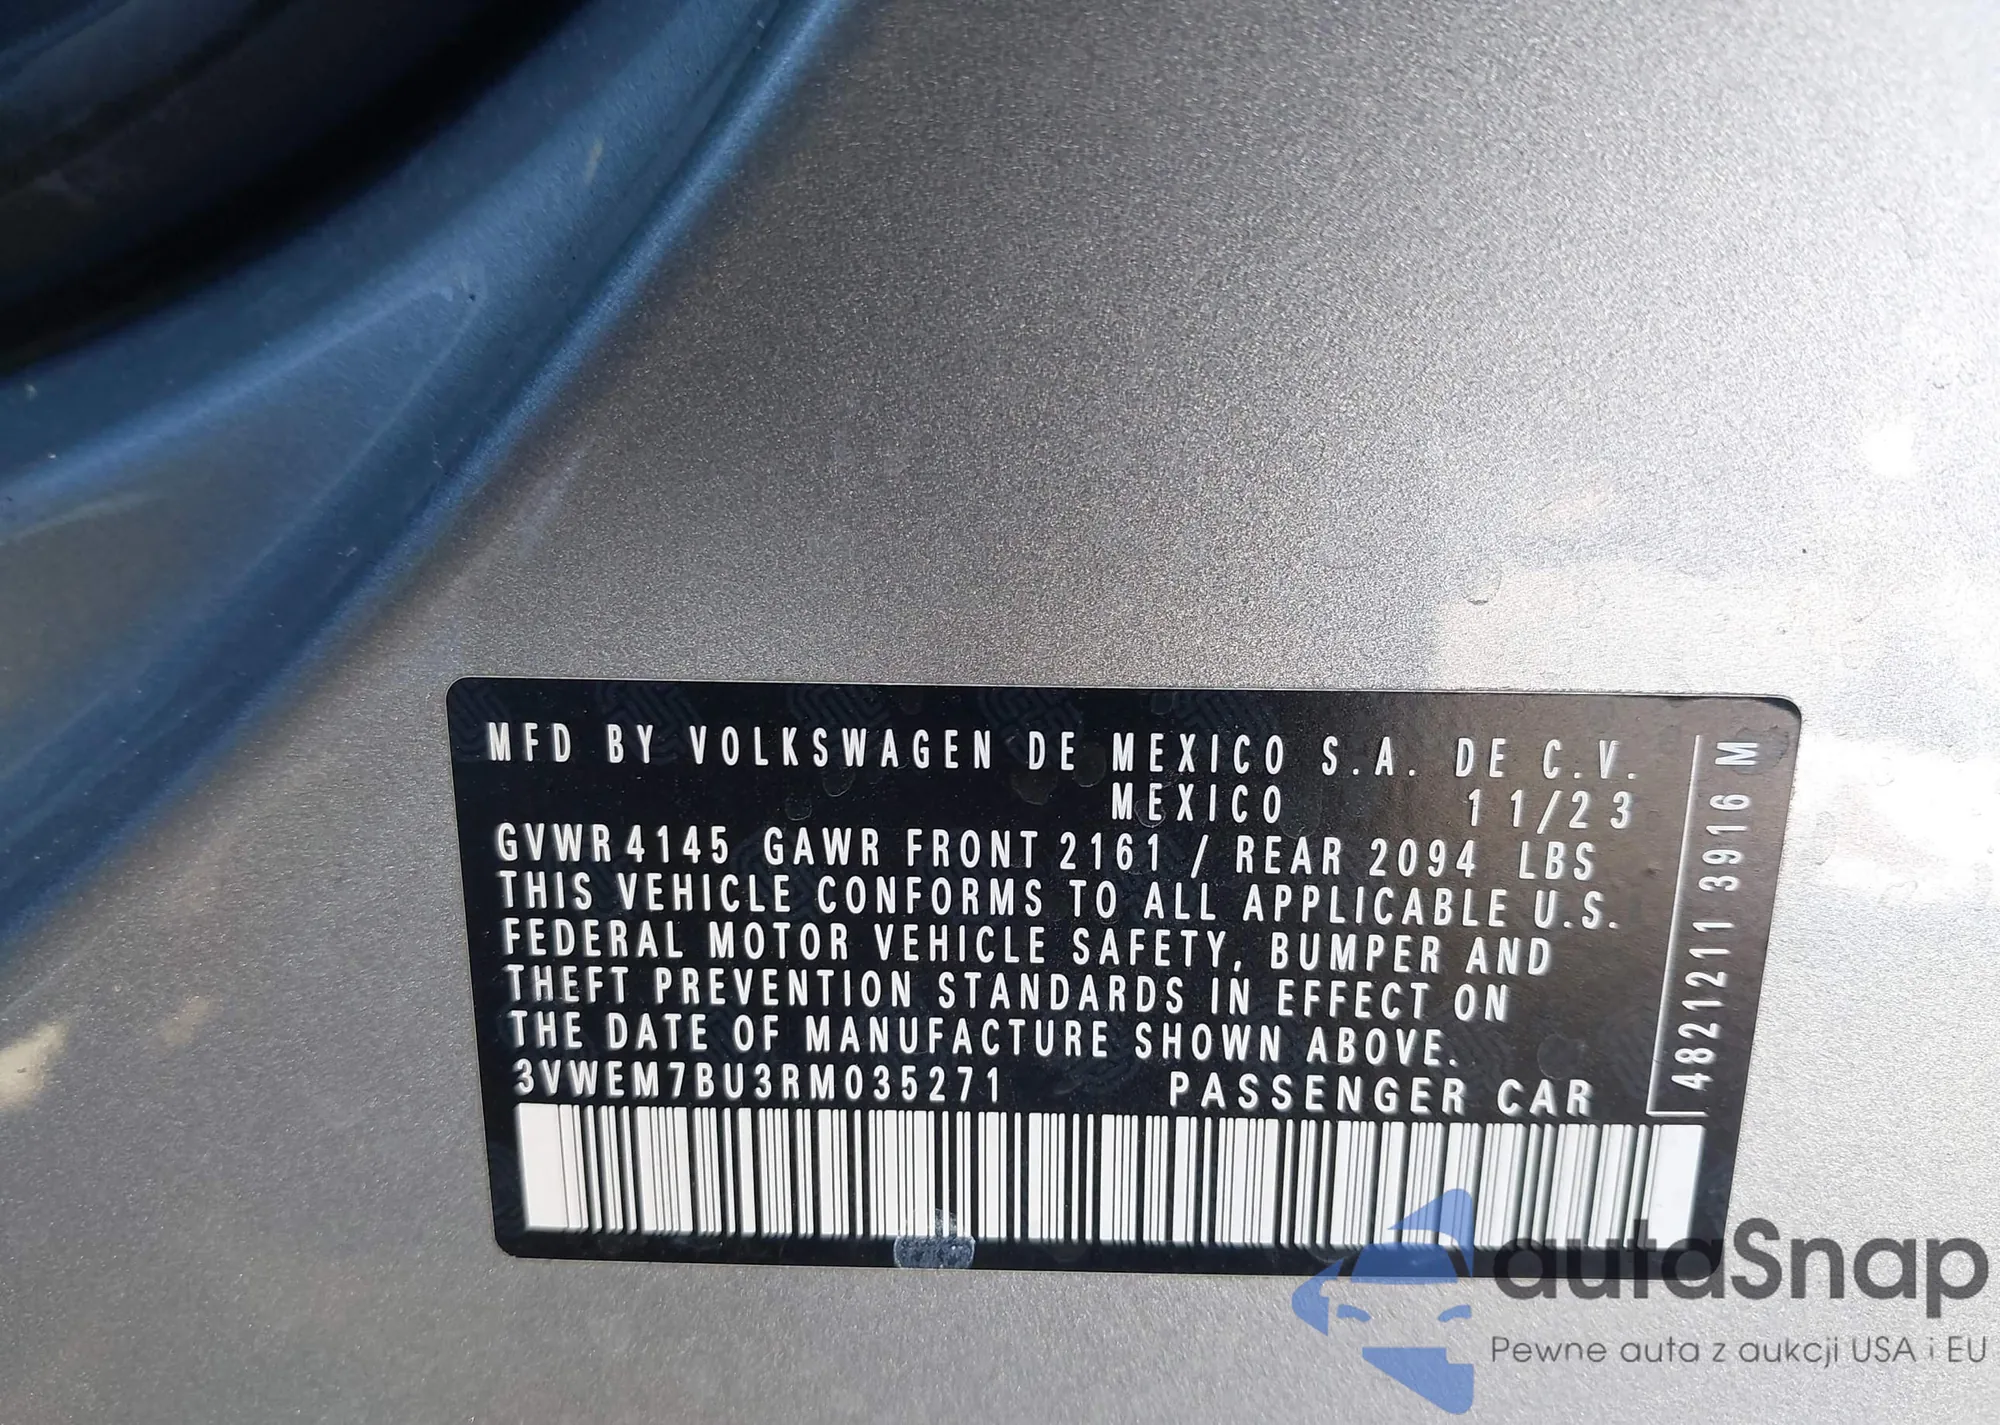 MFD BY VOLKSWAGEN DE MEXICO S.A. DE C.V.
MEXICO 11/23
GVWR 4145 GAWR FRONT 2161 / REAR 2094 LBS
THIS VEHICLE CONFORMS TO ALL APPLICABLE U.S.
FEDERAL MOTOR VEHICLE SAFETY, BUMPER AND
THEFT PREVENTION STANDARDS IN EFFECT ON
THE DATE OF MANUFACTURE SHOWN ABOVE.
3VWEM7BU3RM035271 PASSENGER CAR
4821211 3916 M
autaSnap
Pewne auta z aukcji USA i EU